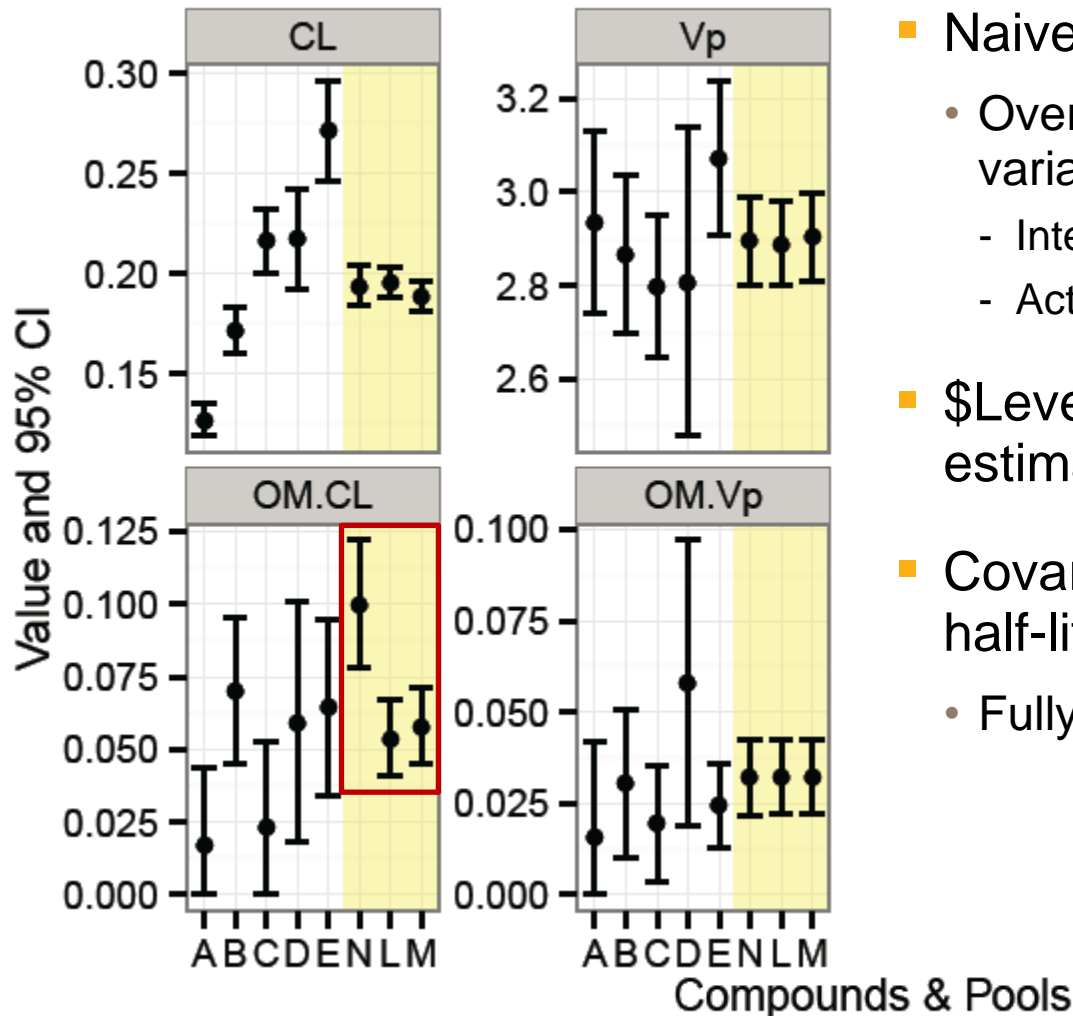 CL
Vp
0.30
0.25
0.20
0.15
3.2
3.0
2.8
2.6
OM.CL
OM.Vp
0.125
0.100
0.075
0.050
0.025
0.000
0.100
0.075
0.050
0.025
0.000
Value and 95% CI
A B C D E N L M
A B C D E N L M
Compounds & Pools
Naive
Over
varia
- Inte
- Act
$Leve
estima
Covar
half-lif
Fully